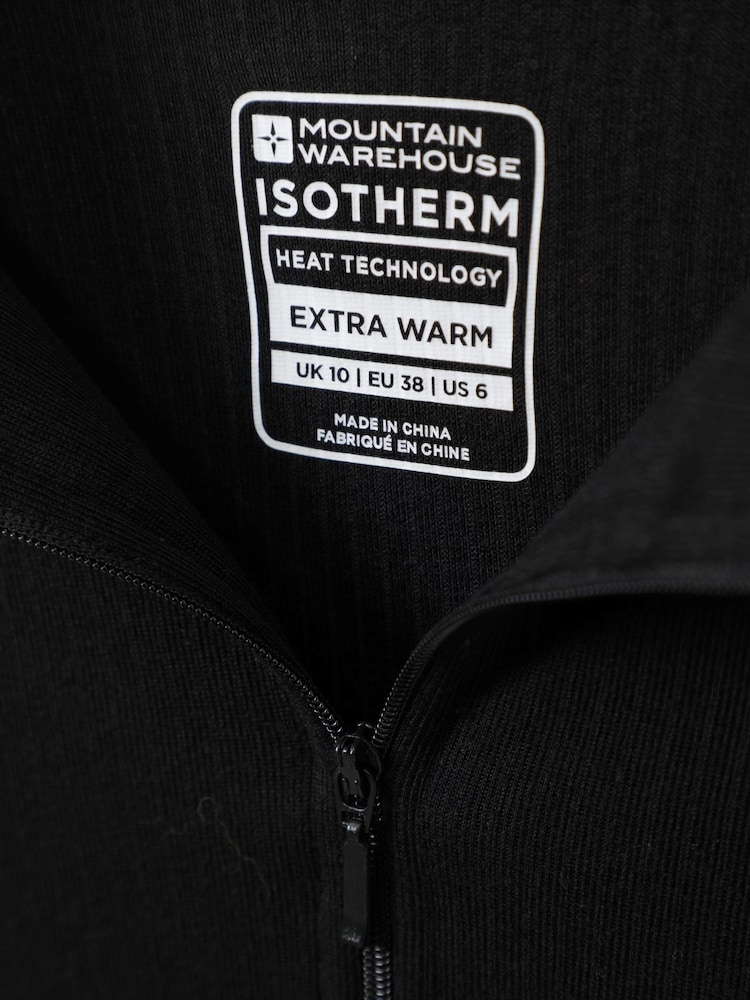 MOUNTAIN
WAREHOUSE
ISOTHERM
HEAT TECHNOLOGY
EXTRA WARM
UK 10 | EU 38 | US 6
MADE IN CHINA
FABRIQUÉ EN CHINE